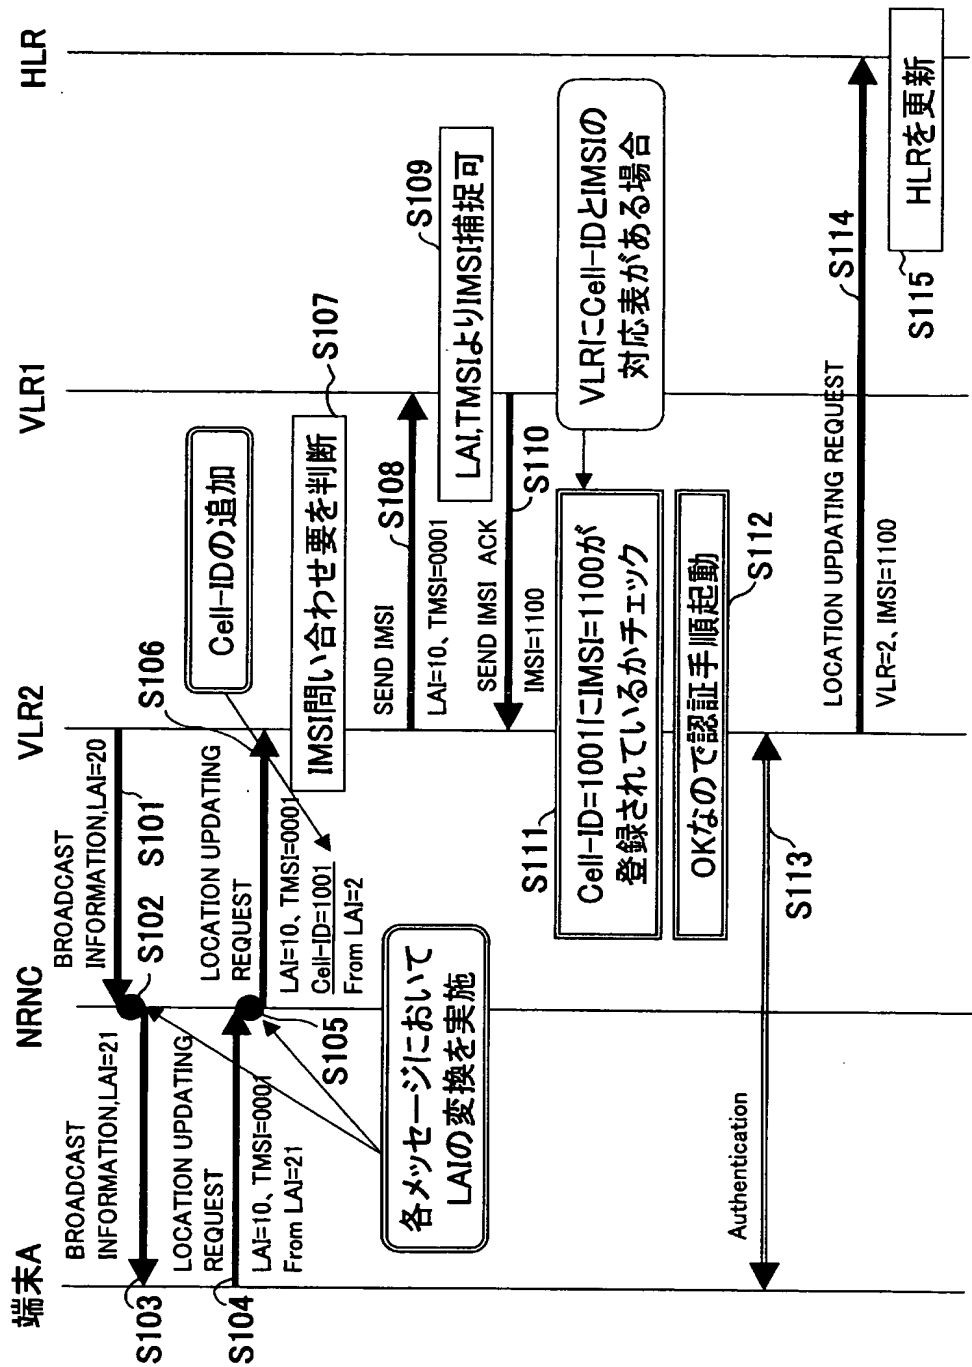 端末A
NRNC
VLR2
VLR1
HLR
BROADCAST
INFORMATION,LAI=20
S101
S102
BROADCAST
INFORMATION,LAI=21
S103
LOCATION UPDATING
REQUEST
S104
LAI=10、TMSI=0001
From LAI=21
S105
LOCATION UPDATING
REQUEST
S106
LAI=10、TMSI=0001
Cell-ID=1001
From LAI=2
Cell-IDの追加
各メッセージにおいて
LAIの変換を実施
IMSI問い合わせ要を判断
S107
SEND IMSI
S108
LAI=10、TMSI=0001
S109
LAI,TMSIよりIMSI捕捉可
SEND IMSI ACK
S110
IMSI=1100
VLRにCell-IDとIMSIの
対応表がある場合
S111
Cell-ID=1001にIMSI=1100が
登録されているかチェック
OKなので認証手順起動
S112
Authentication
S113
LOCATION UPDATING REQUEST
S114
VLR=2、IMSI=1100
S115
HLRを更新